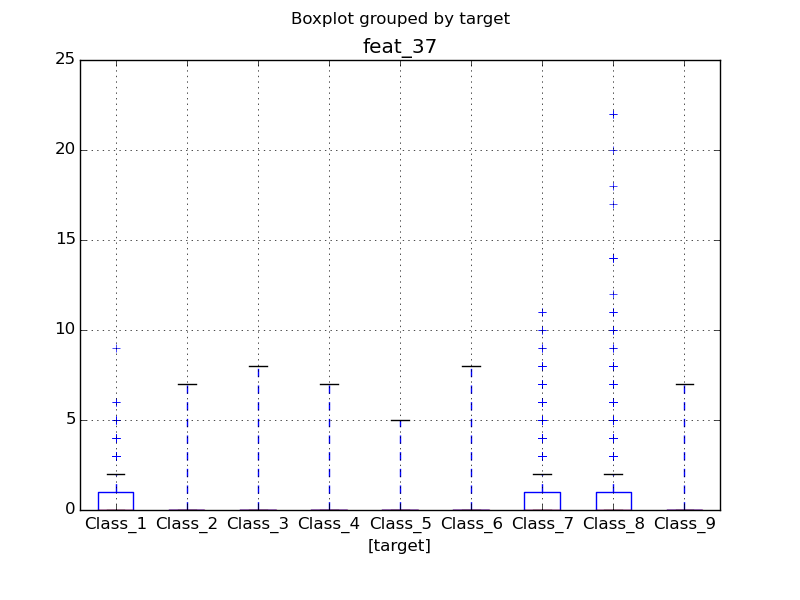 Boxplot grouped by target
feat_37
25
20
15
10
5
0
Class_1 Class_2 Class_3 Class_4 Class_5 Class_6 Class_7 Class_8 Class_9
[target]